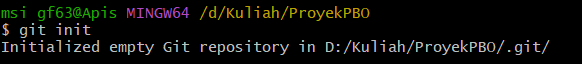 msi gf63@Apis MINGW64 /d/Kuliah/ProyekPBO
$ git init
Initialized empty Git repository in D:/Kuliah/ProyekPBO/.git/